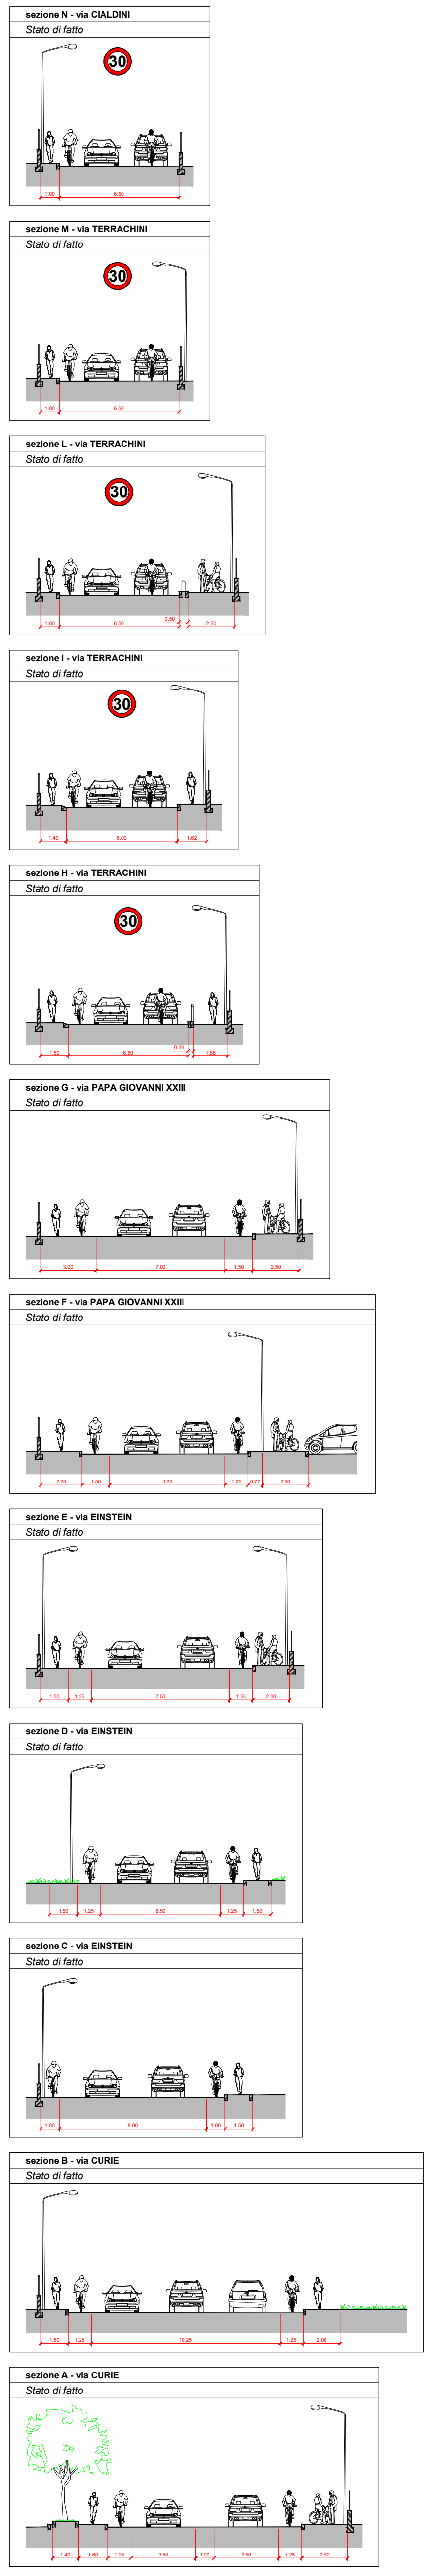 sezione N - via CIALDINI
Stato di fatto
30
1.00 6.50
sezione M - via TERRACHINI
Stato di fatto
30
1.00 6.50
sezione L - via TERRACHINI
Stato di fatto
30
0.50
1.00 6.50 2.50
sezione I - via TERRACHINI
Stato di fatto
30
1.40 6.00 1.62
sezione H - via TERRACHINI
Stato di fatto
30
0.30
1.50 6.50 1.86
sezione G - via PAPA GIOVANNI XXIII
Stato di fatto
3.00 7.00 1.50 2.50
sezione F - via PAPA GIOVANNI XXIII
Stato di fatto
2.25 1.50 6.25 1.25 0.77 2.50
sezione E - via EINSTEIN
Stato di fatto
1.50 1.25 7.50 1.25 2.00
sezione D - via EINSTEIN
Stato di fatto
1.50 1.25 6.50 1.25 1.50
sezione C - via EINSTEIN
Stato di fatto
1.00 8.00 1.00 1.50
sezione B - via CURIE
Stato di fatto
1.50 1.25 10.25 1.25 2.00
sezione A - via CURIE
Stato di fatto
1.40 1.60 1.25 3.50 1.00 3.50 1.25 2.50